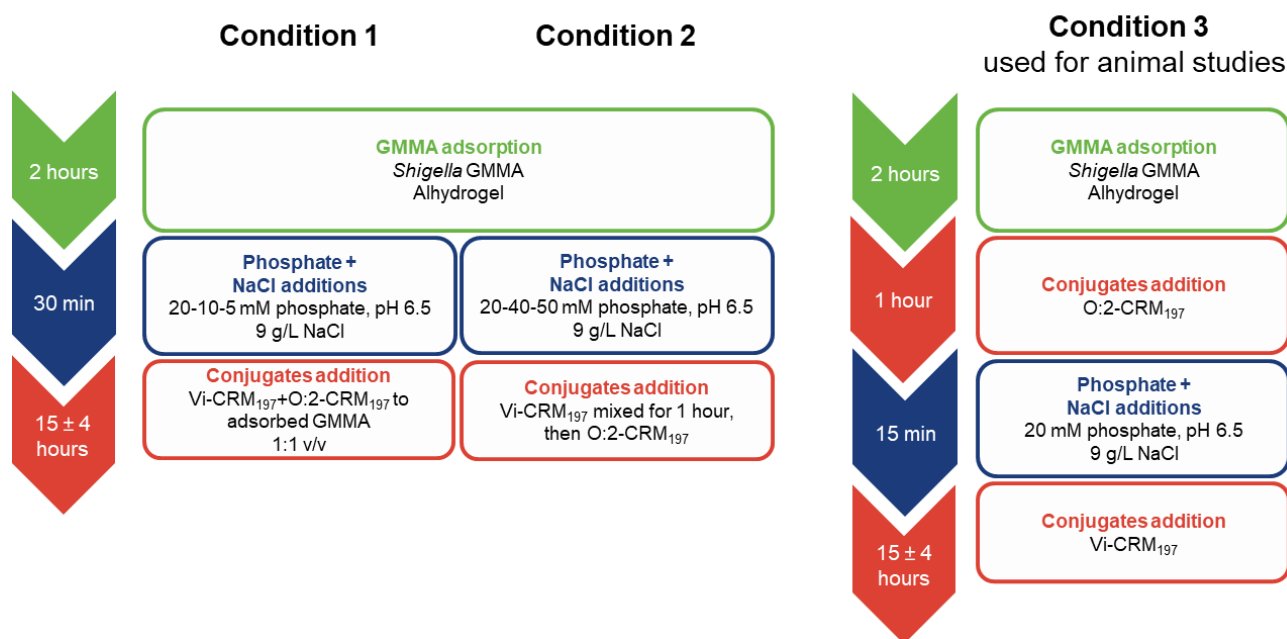 Condition 1
Condition 2
Condition 3
used for animal studies
2 hours
GMMA adsorption
Shigella GMMA
Alhydrogel
30 min
Phosphate +
NaCl additions
20-10-5 mM phosphate, pH 6.5
9 g/L NaCl
Phosphate +
NaCl additions
20-40-50 mM phosphate, pH 6.5
9 g/L NaCl
15 ± 4
hours
Conjugates addition
Vi-CRM₁₉₇+O:2-CRM₁₉₇ to
adsorbed GMMA
1:1 v/v
Conjugates addition
Vi-CRM₁₉₇ mixed for 1 hour,
then O:2-CRM₁₉₇
2 hours
GMMA adsorption
Shigella GMMA
Alhydrogel
1 hour
Conjugates addition
O:2-CRM₁₉₇
15 min
Phosphate +
NaCl additions
20 mM phosphate, pH 6.5
9 g/L NaCl
15 ± 4
hours
Conjugates addition
Vi-CRM₁₉₇